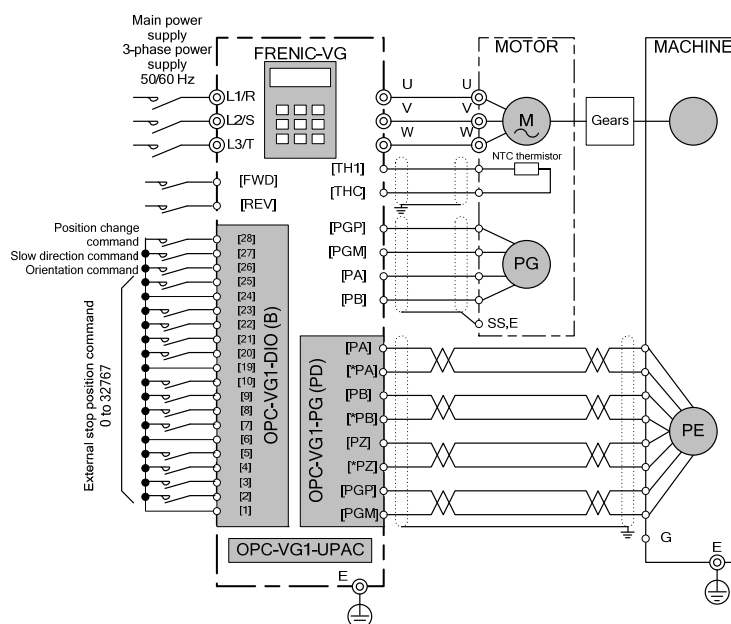 Main power
supply
3-phase power
supply
50/60 Hz
FRENIC-VG
MOTOR
MACHINE
L1/R
L2/S
L3/T
U
V
W
U
V
W
M
Gears
[FWD]
[REV]
[TH1]
[THC]
NTC thermistor
[PGP]
[PGM]
[PA]
[PB]
PG
SS,E
Position change
command
Slow direction command
Orientation command
External stop position command
0 to 32767
[28]
[27]
[26]
[25]
[24]
[23]
[22]
[21]
[20]
[19]
[10]
[9]
[8]
[7]
[6]
[5]
[4]
[3]
[2]
[1]
OPC-VG1-DIO (B)
OPC-VG1-PG (PD)
[PA]
[*PA]
[PB]
[*PB]
[PZ]
[*PZ]
[PGP]
[PGM]
PE
OPC-VG1-UPAC
G
E
E